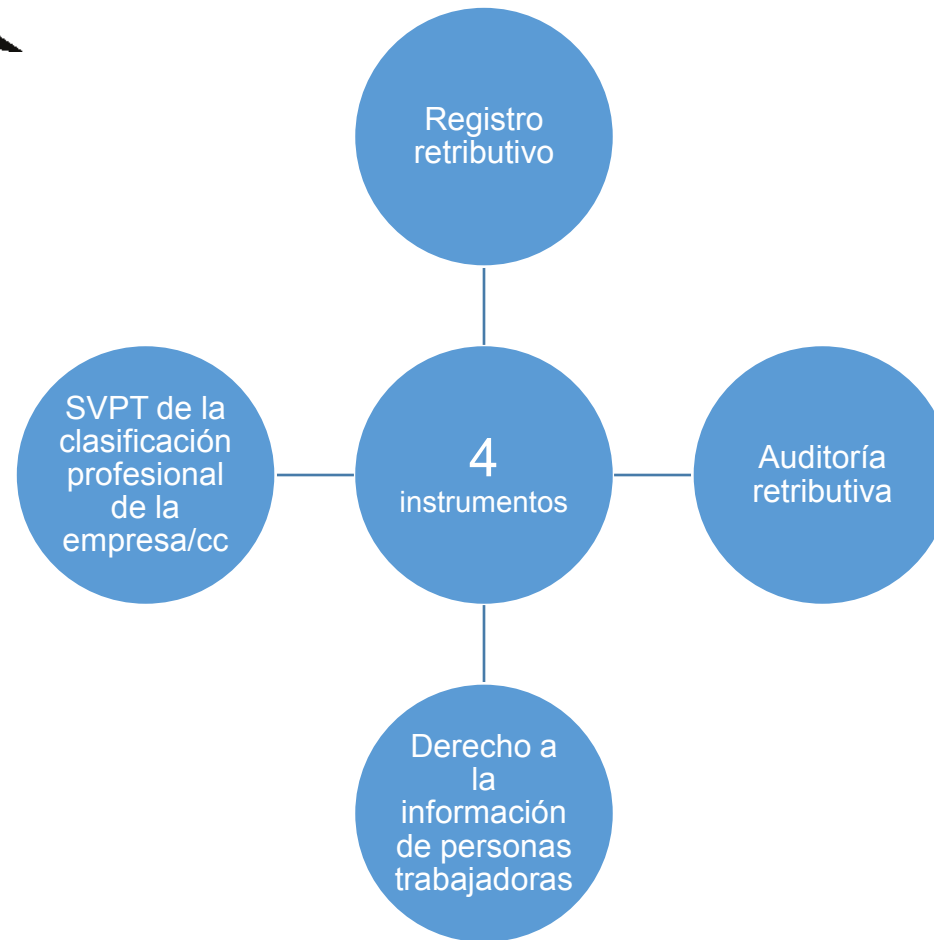 Registro
retributivo
SVPT de la
clasificación
profesional
de la
empresa/cc
4
instrumentos
Auditoría
retributiva
Derecho a
la
información
de personas
trabajadoras